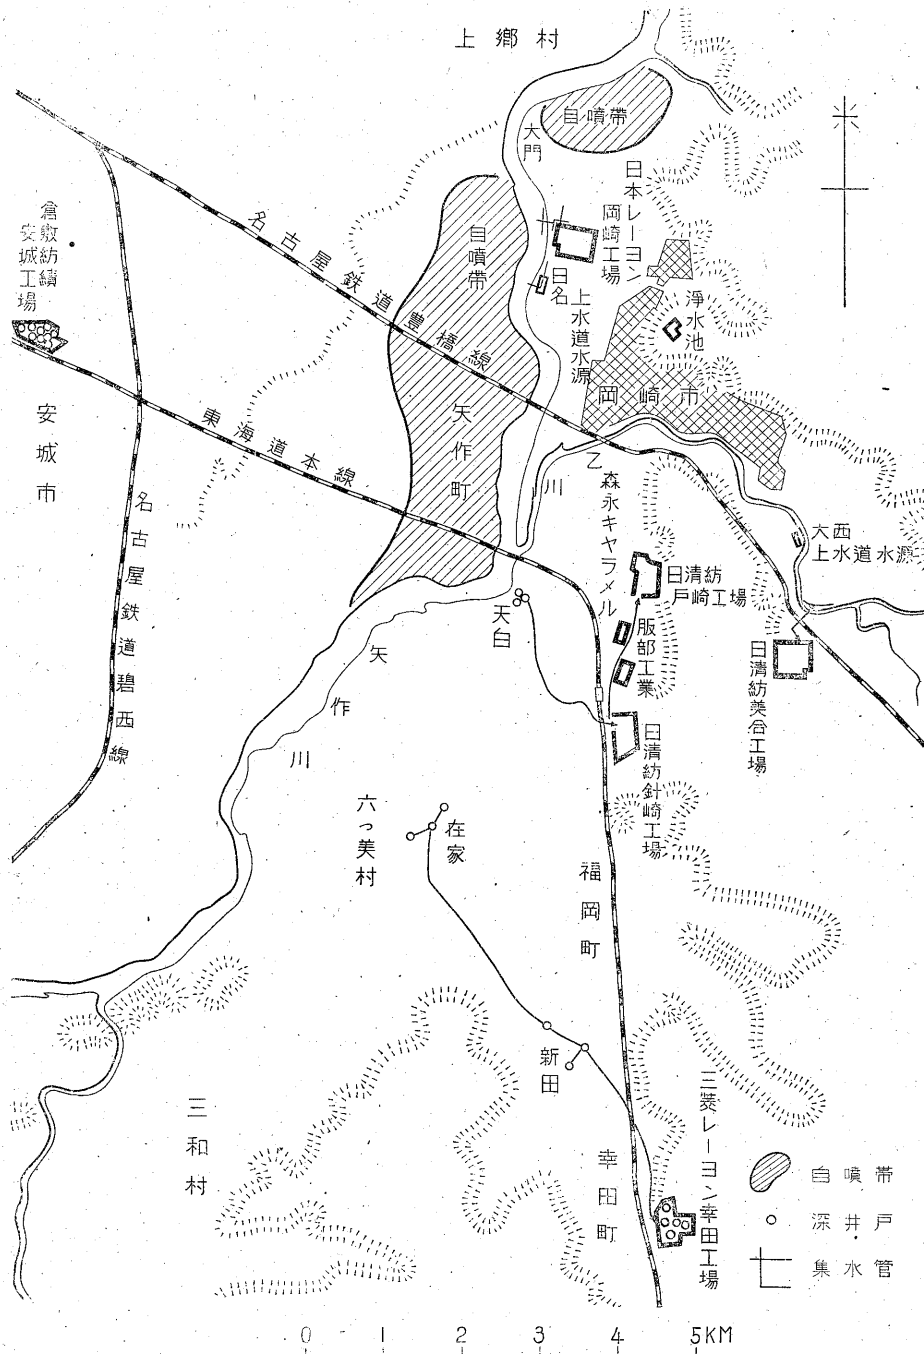 上郷村
自噴帯
大門
日本レーヨン
岡崎工場
自噴帯
日名
上水道水源
浄水池
倉敷紡績
安城工場
名古屋鉄道豊橋線
岡崎市
安城市
東海道本線
矢作町
乙川
名古屋鉄道碧西線
森永キヤラメル
大西
上水道水源
日清紡
戸崎工場
天白
服部工業
日清紡美合工場
矢作川
日清紡針崎工場
六つ美村
在家
福岡町
新田
三菱レーヨン幸田工場
三和村
幸田町
自噴帯
深井戸
集水管
0 1 2 3 4 5KM